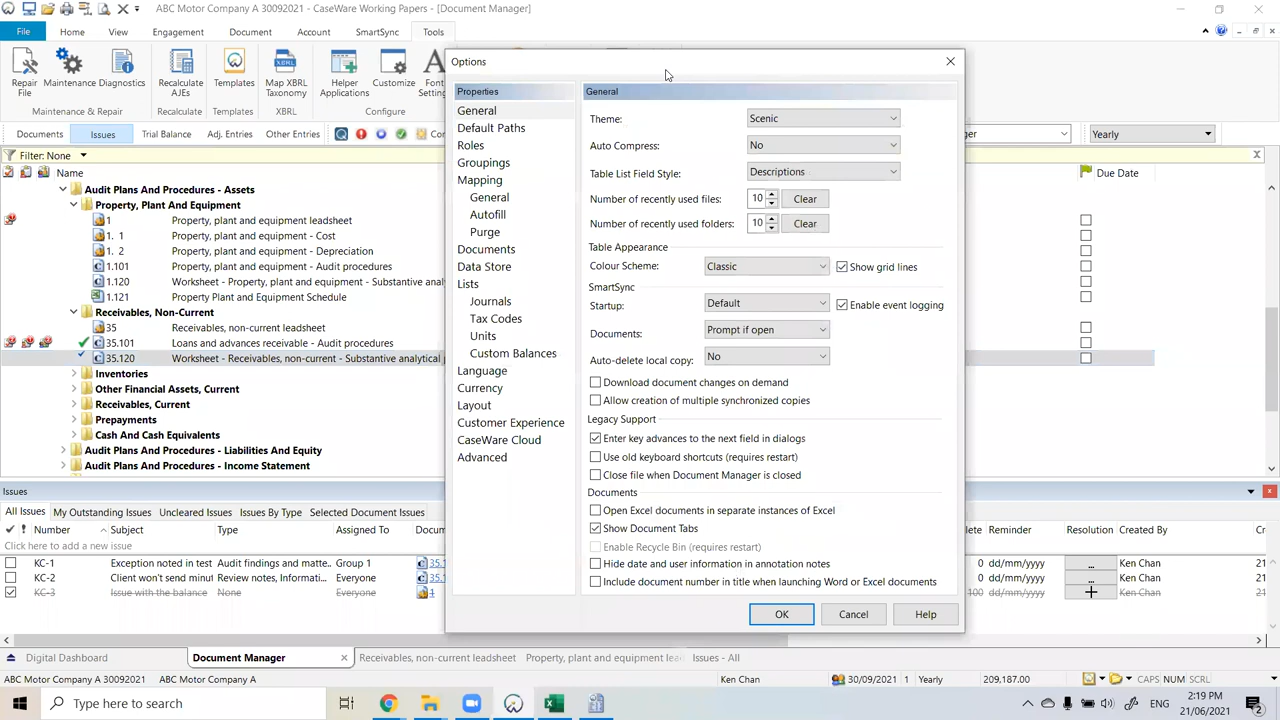 ABC Motor Company A 30092021 - CaseWare Working Papers - [Document Manager]
File Home View Engagement Document Account SmartSync Tools
Repair File Maintenance Diagnostics Recalculate AJEs Templates Map XBRL Taxonomy Helper Applications Customize
Maintenance & Repair Recalculate Templates XBRL Configure
Documents Issues Trial Balance Adj. Entries Other Entries
Yearly
Filter: None
Name
Due Date
Audit Plans And Procedures - Assets
Property, Plant And Equipment
1 Property, plant and equipment leadsheet
1. 1 Property, plant and equipment - Cost
1. 2 Property, plant and equipment - Depreciation
1.101 Property, plant and equipment - Audit procedures
1.120 Worksheet - Property, plant and equipment - Substantive anal
1.121 Property Plant and Equipment Schedule
Receivables, Non-Current
35 Receivables, non-current leadsheet
35.101 Loans and advances receivable - Audit procedures
35.120 Worksheet - Receivables, non-current - Substantive analytical
Inventories
Other Financial Assets, Current
Receivables, Current
Prepayments
Cash And Cash Equivalents
Audit Plans And Procedures - Liabilities And Equity
Audit Plans And Procedures - Income Statement
Options
Properties
General
Default Paths
Roles
Groupings
Mapping
General
Autofill
Purge
Documents
Data Store
Lists
Journals
Tax Codes
Units
Custom Balances
Language
Currency
Layout
Customer Experience
CaseWare Cloud
Advanced
General
Theme: Scenic
Auto Compress: No
Table List Field Style: Descriptions
Number of recently used files: 10 Clear
Number of recently used folders: 10 Clear
Table Appearance
Colour Scheme: Classic Show grid lines
SmartSync
Startup: Default Enable event logging
Documents: Prompt if open
Auto-delete local copy: No
Download document changes on demand
Allow creation of multiple synchronized copies
Legacy Support
Enter key advances to the next field in dialogs
Use old keyboard shortcuts (requires restart)
Close file when Document Manager is closed
Documents
Open Excel documents in separate instances of Excel
Show Document Tabs
Enable Recycle Bin (requires restart)
Hide date and user information in annotation notes
Include document number in title when launching Word or Excel documents
OK Cancel Help
Issues
All Issues My Outstanding Issues Uncleared Issues Issues By Type Selected Document Issues
Number Subject Type Assigned To Reminder Resolution Created By
Click here to add a new issue
KC-1 Exception noted in test Audit findings and matte... Group 1 0 dd/mm/yyyy ... Ken Chan
KC-2 Client won't send minut Review notes, Informati... Everyone 0 dd/mm/yyyy ... Ken Chan
KC-3 Issue with the balance None Everyone 1 100 dd/mm/yyyy Ken Chan
Digital Dashboard Document Manager Receivables, non-current leadsheet Property, plant and equipment lea Issues - All
ABC Motor Company A 30092021 ABC Motor Company A Ken Chan 30/09/2021 1 Yearly 209,187.00 CAPS NUM SCRL
Type here to search
ENG
2:19 PM
21/06/2021
2